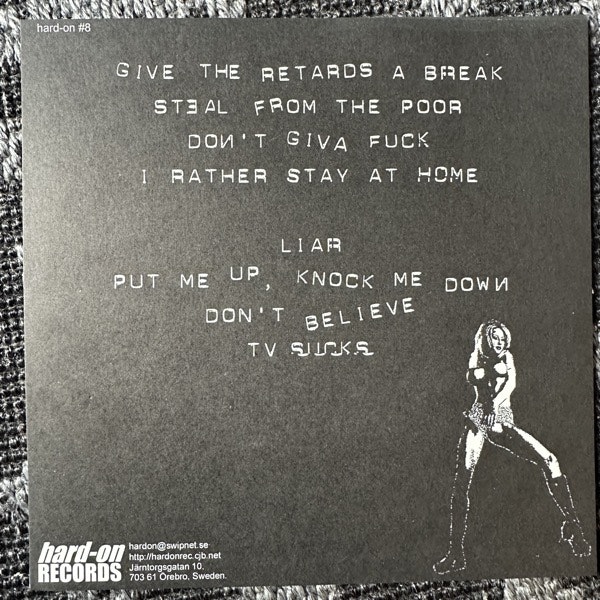 hard-on #8
GIVE THE RETARDS A BREAK
STEAL FROM THE POOR
DON'T GIVA FUCK
I RATHER STAY AT HOME
LIAR
PUT ME UP, KNOCK ME DOWN
DON'T BELIEVE
TV SUCKS
hard-on
RECORDS
hardon@swipnet.se
http://hardonrec.cjb.net
Järntorgsgatan 10.
703 61 Örebro, Sweden.